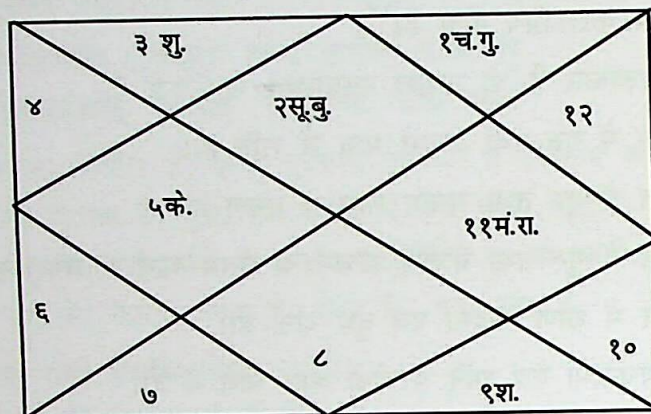 ३ शु.
१चं.गु.
४
२सू.बु.
१२
५के.
११मं.रा.
६
८
१०
७
९श.